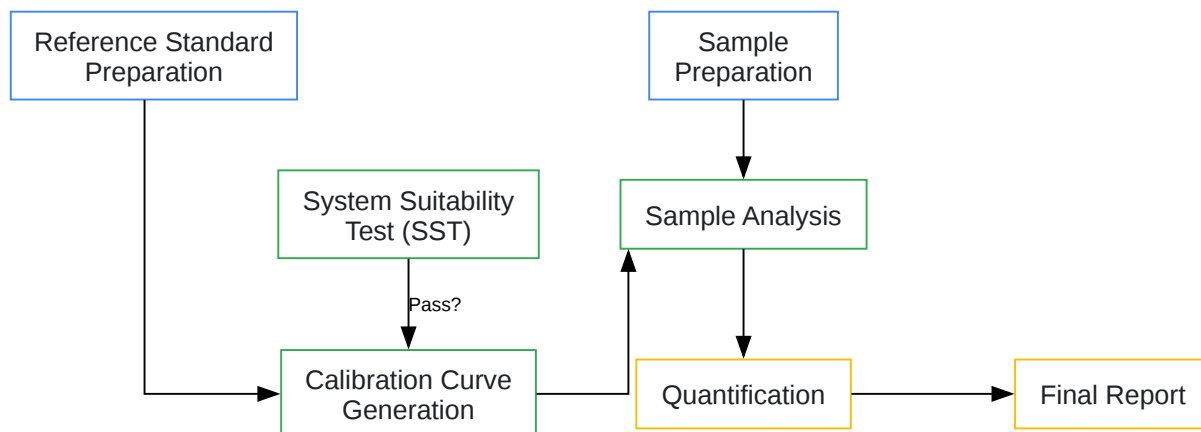 Reference Standard
Preparation
Sample
Preparation
System Suitability
Test (SST)
Sample Analysis
Pass?
Calibration Curve
Generation
Quantification
Final Report